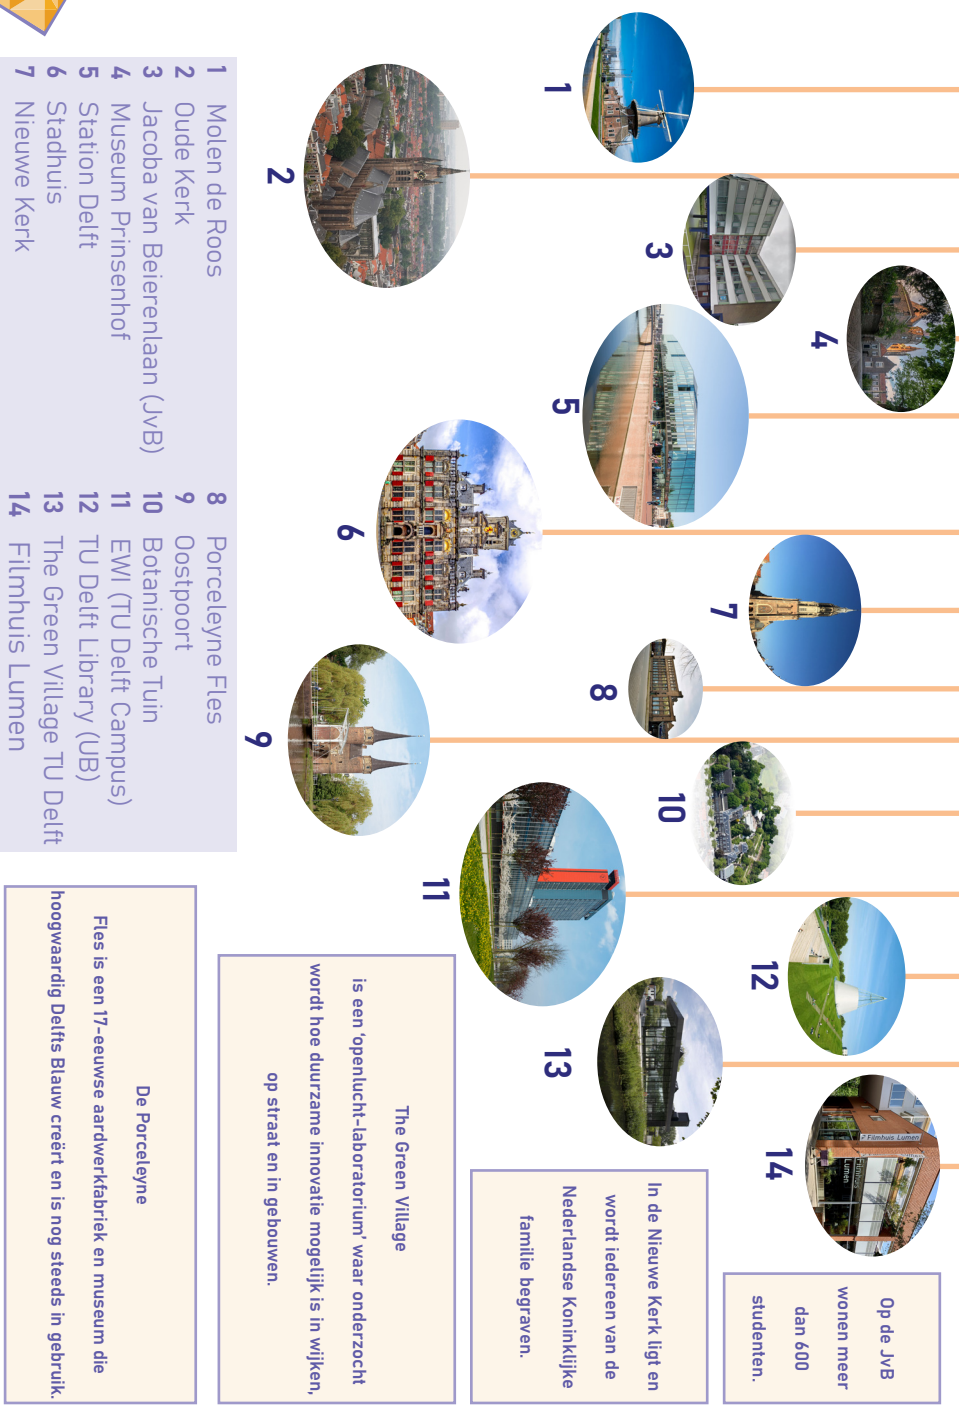 1
2
3
4
5
6
7
8
9
10
11
12
13
14
Filmhuis Lumen
Filmhuis
Lumen
1 Molen de Roos
2 Oude Kerk
3 Jacoba van Beierenlaan (JvB)
4 Museum Prinsenhof
5 Station Delft
6 Stadhuis
7 Nieuwe Kerk
8 Porceleyne Fles
9 Oostpoort
10 Botanische Tuin
11 EWI (TU Delft Campus)
12 TU Delft Library (UB)
13 The Green Village TU Delft
14 Filmhuis Lumen
Op de JvB
wonen meer
dan 600
studenten.
In de Nieuwe Kerk ligt en
wordt iedereen van de
Nederlandse Koninklijke
familie begraven.
The Green Village
is een ‘openlucht-laboratorium’ waar onderzocht
wordt hoe duurzame innovatie mogelijk is in wijken,
op straat en in gebouwen.
De Porceleyne
Fles is een 17-eeuwse aardwerkfabriek en museum die
hoogwaardig Delfts Blauw creërt en is nog steeds in gebruik.